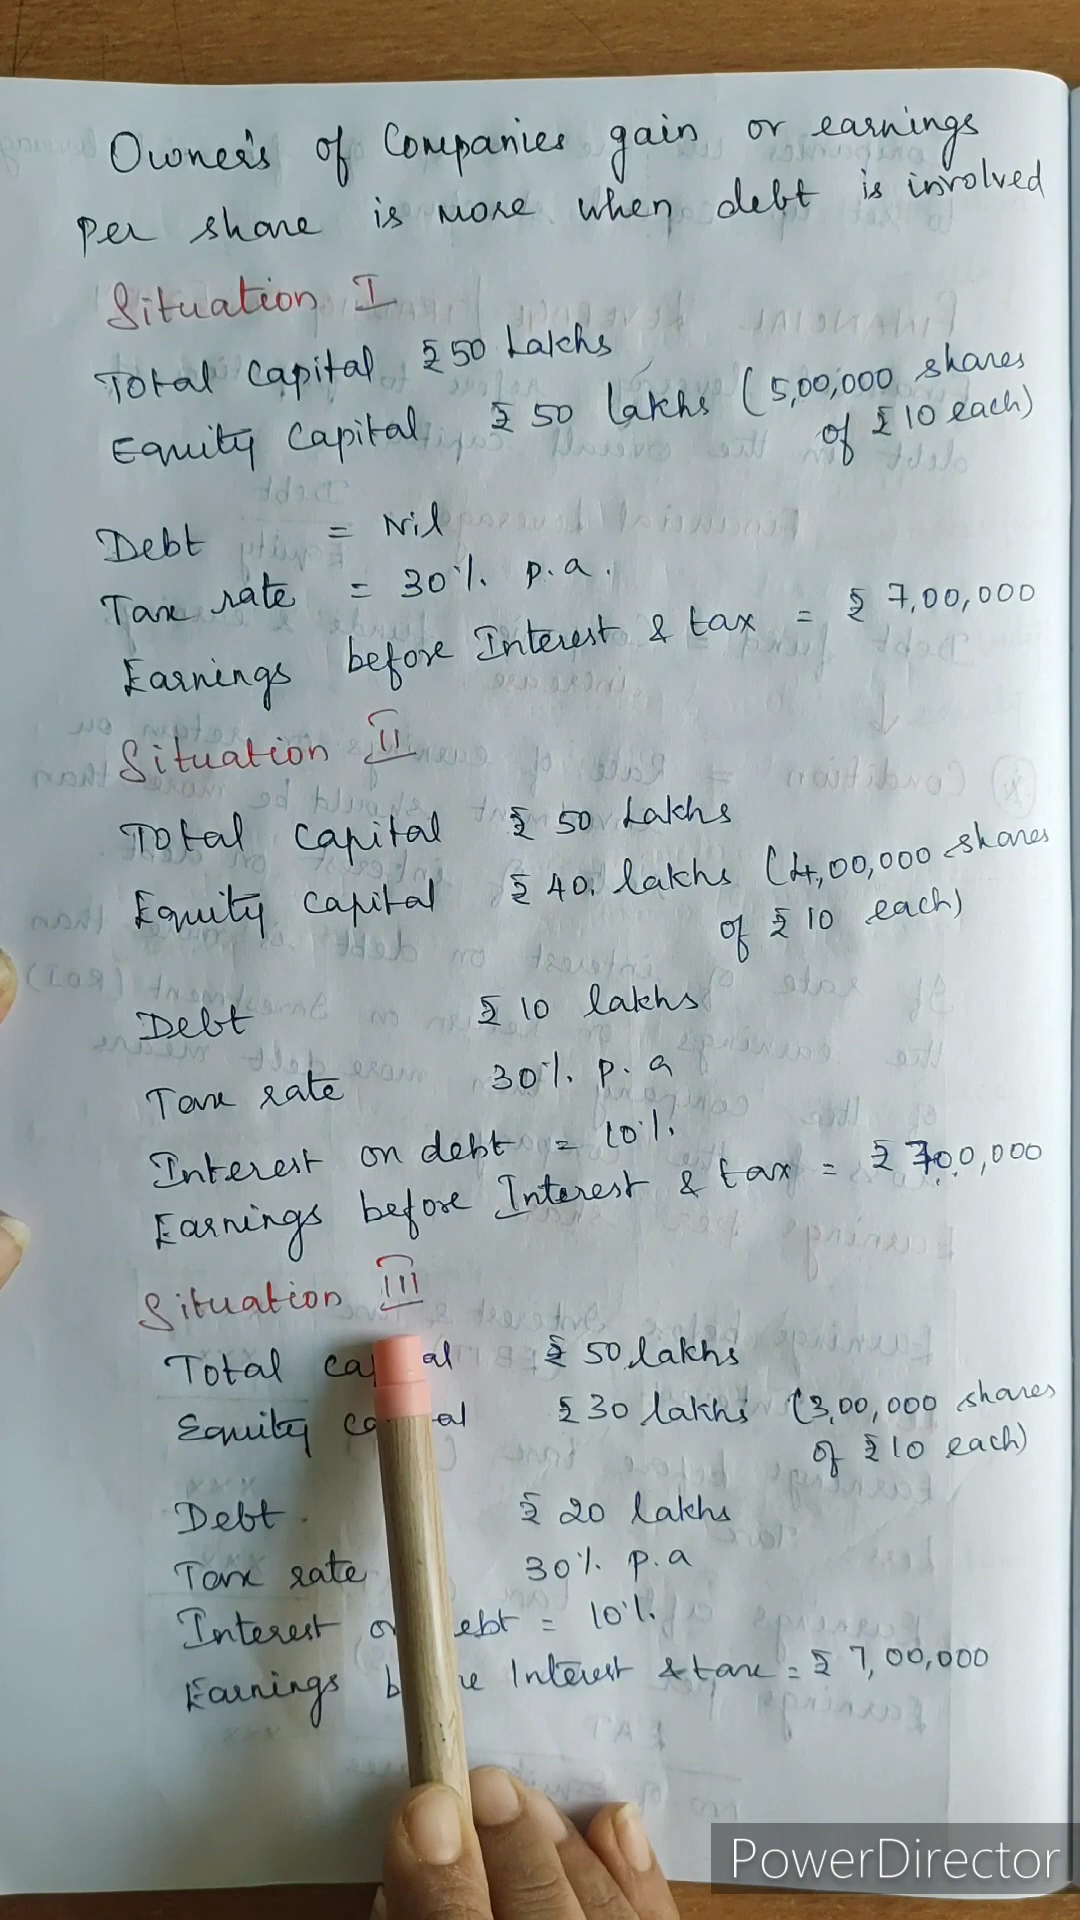 Owner's of Companies gain or earnings
per share is more when debt is involved
Situation I
Total Capital ₹ 50 Lakhs
Equity Capital ₹ 50 lakhs (5,00,000 shares
of ₹ 10 each)
Debt = Nil
Tax rate = 30% p.a.
Earnings before Interest & tax = ₹ 7,00,000
Situation II
Total Capital ₹ 50 Lakhs
Equity Capital ₹ 40 lakhs (4,00,000 shares
of ₹ 10 each)
Debt ₹ 10 lakhs
Tax rate 30% p.a
Interest on debt = 10%
Earnings before Interest & tax = ₹ 700,000
Situation III
Total al ₹ 50 lakhs
Equity al ₹ 30 lakhs (3,00,000 shares
of ₹ 10 each)
Debt ₹ 20 lakhs
Tax rate 30% p.a
Interest ebt = 10%
Earnings Interest & tax = ₹ 7,00,000
PowerDirector